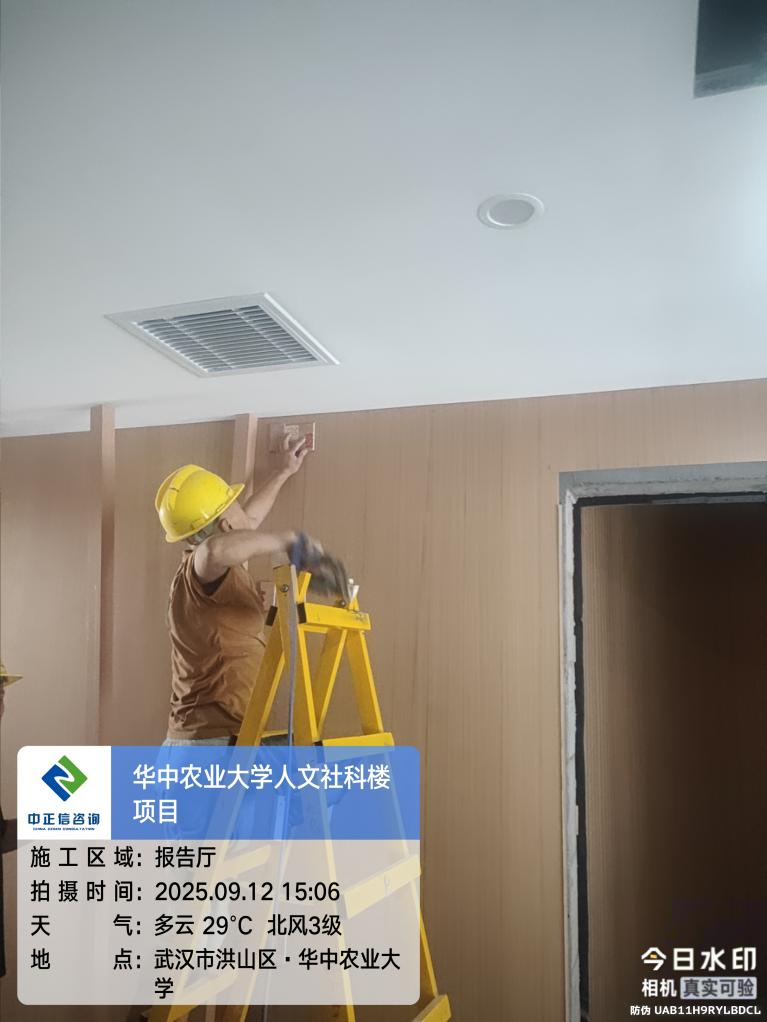 华中农业大学人文社科楼
项目
中正信咨询
施工区域：报告厅
拍摄时间：2025.09.12 15:06
天气：多云 29℃ 北风3级
地点：武汉市洪山区·华中农业大
学
今日水印
相机 真实可验
防伪 UAB11H9RYLBDCL